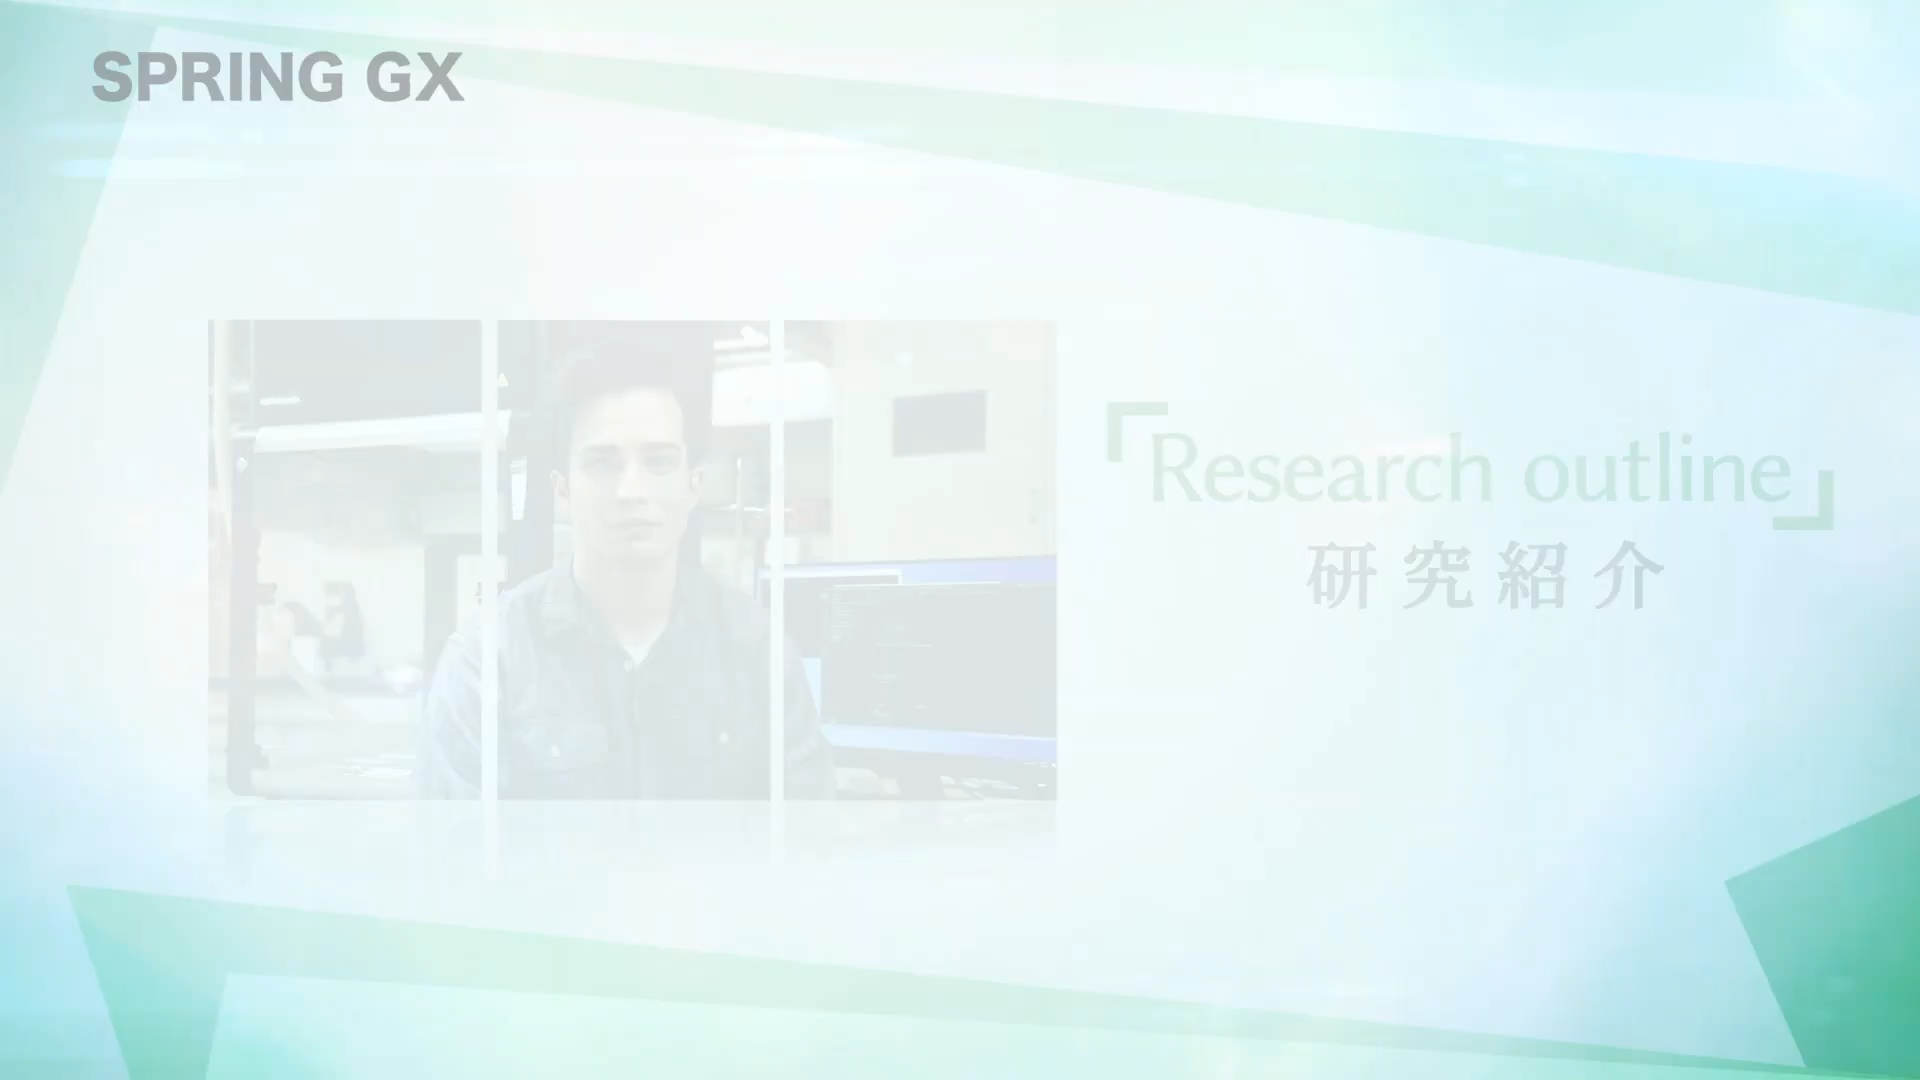 SPRING GX
「Research outline」
研究紹介